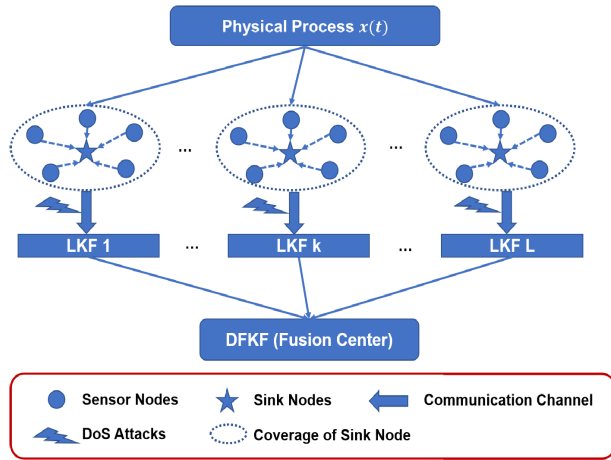 Physical Process x(t)
... ...
LKF 1 ... LKF k ... LKF L
DFKF (Fusion Center)
Sensor Nodes Sink Nodes Communication Channel
DoS Attacks Coverage of Sink Node